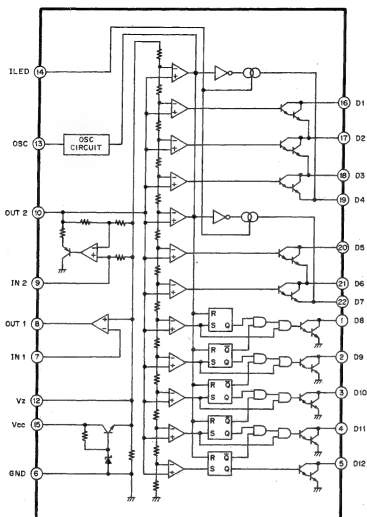 ILED 14
16 D1
OSC 13 OSC CIRCUIT
17 D2
18 D3
19 D4
OUT 2 10
20 D5
IN 2 9
21 D6
22 D7
OUT 1 8
R
S Q
1 D8
IN 1 7
R Q̅
S Q
2 D9
Vz 12
R Q̅
S Q
3 D10
Vcc 15
R Q̅
S Q
4 D11
GND 6
R Q̅
S Q
5 D12